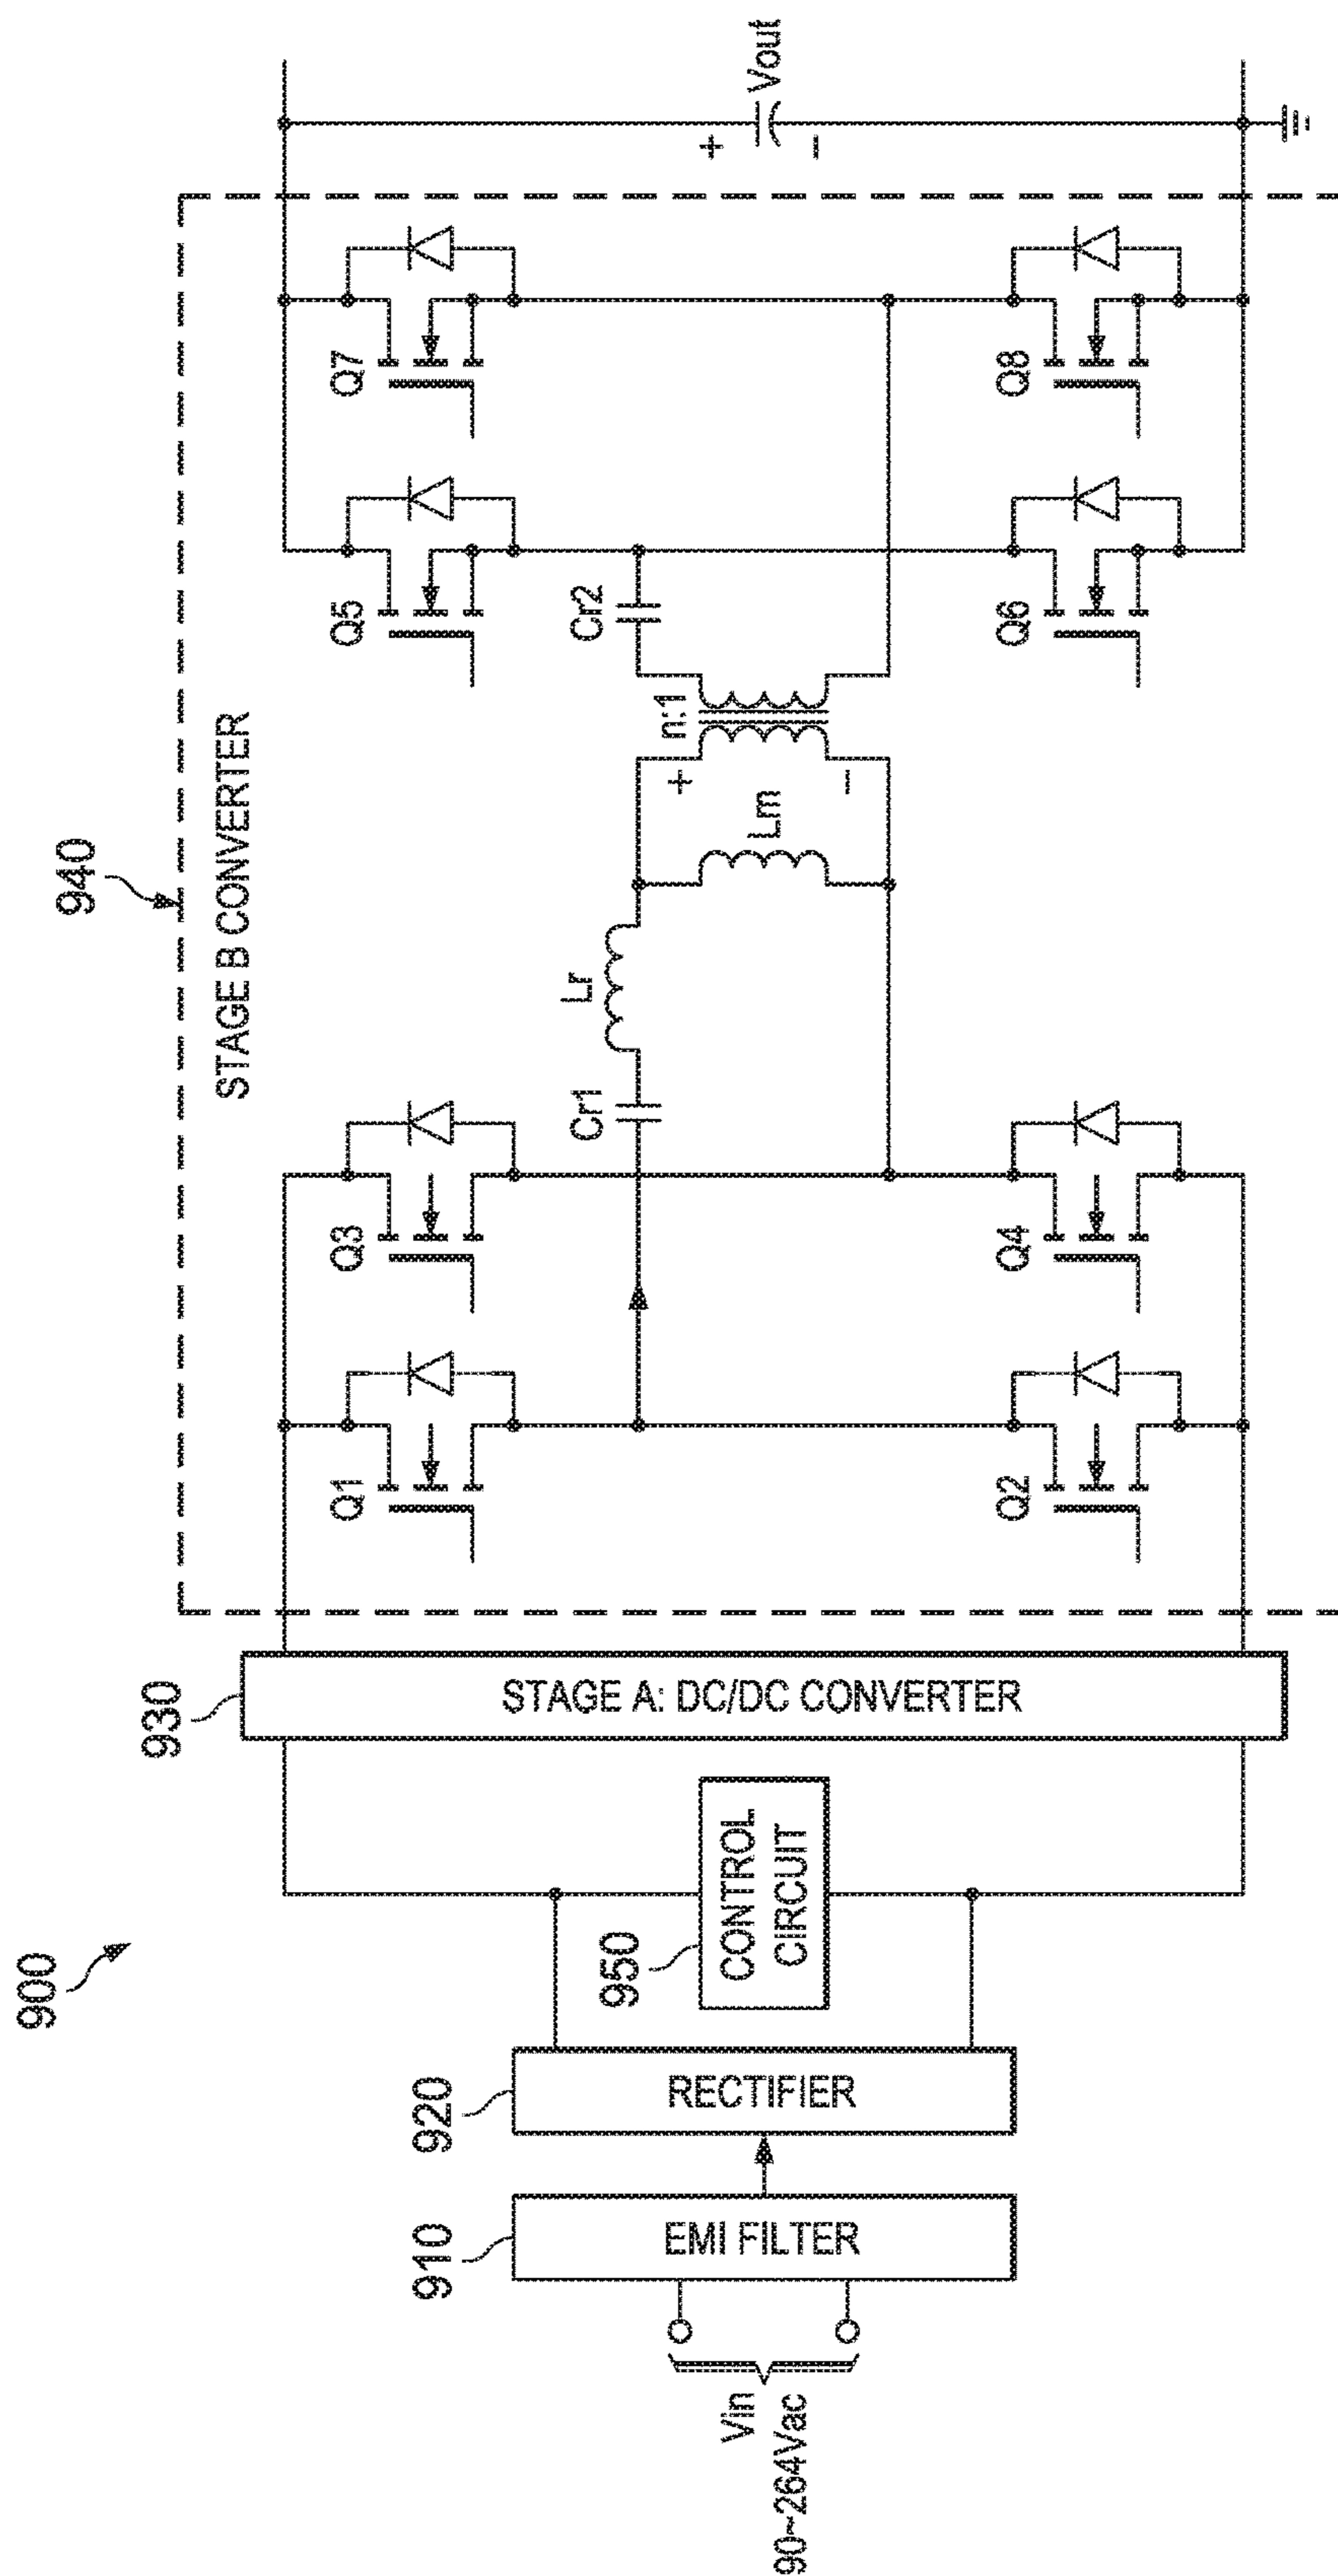 900
940
STAGE B CONVERTER
Vin
90~264Vac
910
EMI FILTER
920
RECTIFIER
950
CONTROL
CIRCUIT
930
STAGE A: DC/DC CONVERTER
Q1
Q3
Q2
Q4
Cr1
Lr
Lm
+
−
n:1
Cr2
Q5
Q7
Q6
Q8
+
−
Vout